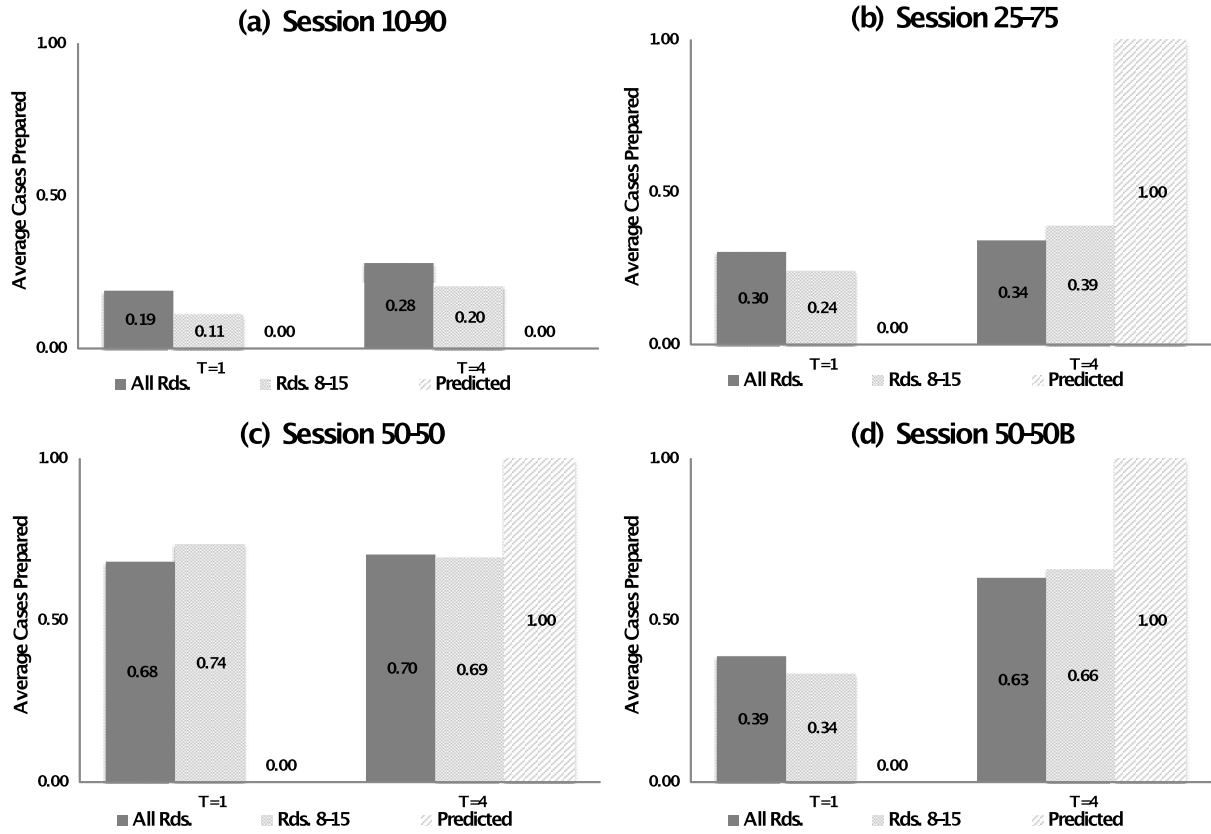 (a) Session 10-90
Average Cases Prepared
1.00
0.50
0.00
0.19
0.11
0.00
0.28
0.20
0.00
T=1
T=4
All Rds.
Rds. 8-15
Predicted
(b) Session 25-75
Average Cases Prepared
1.00
0.50
0.00
0.30
0.24
0.00
0.34
0.39
1.00
T=1
T=4
All Rds.
Rds. 8-15
Predicted
(c) Session 50-50
Average Cases Prepared
1.00
0.50
0.00
0.68
0.74
0.00
0.70
0.69
1.00
T=1
T=4
All Rds.
Rds. 8-15
Predicted
(d) Session 50-50B
Average Cases Prepared
1.00
0.50
0.00
0.39
0.34
0.00
0.63
0.66
1.00
T=1
T=4
All Rds.
Rds. 8-15
Predicted